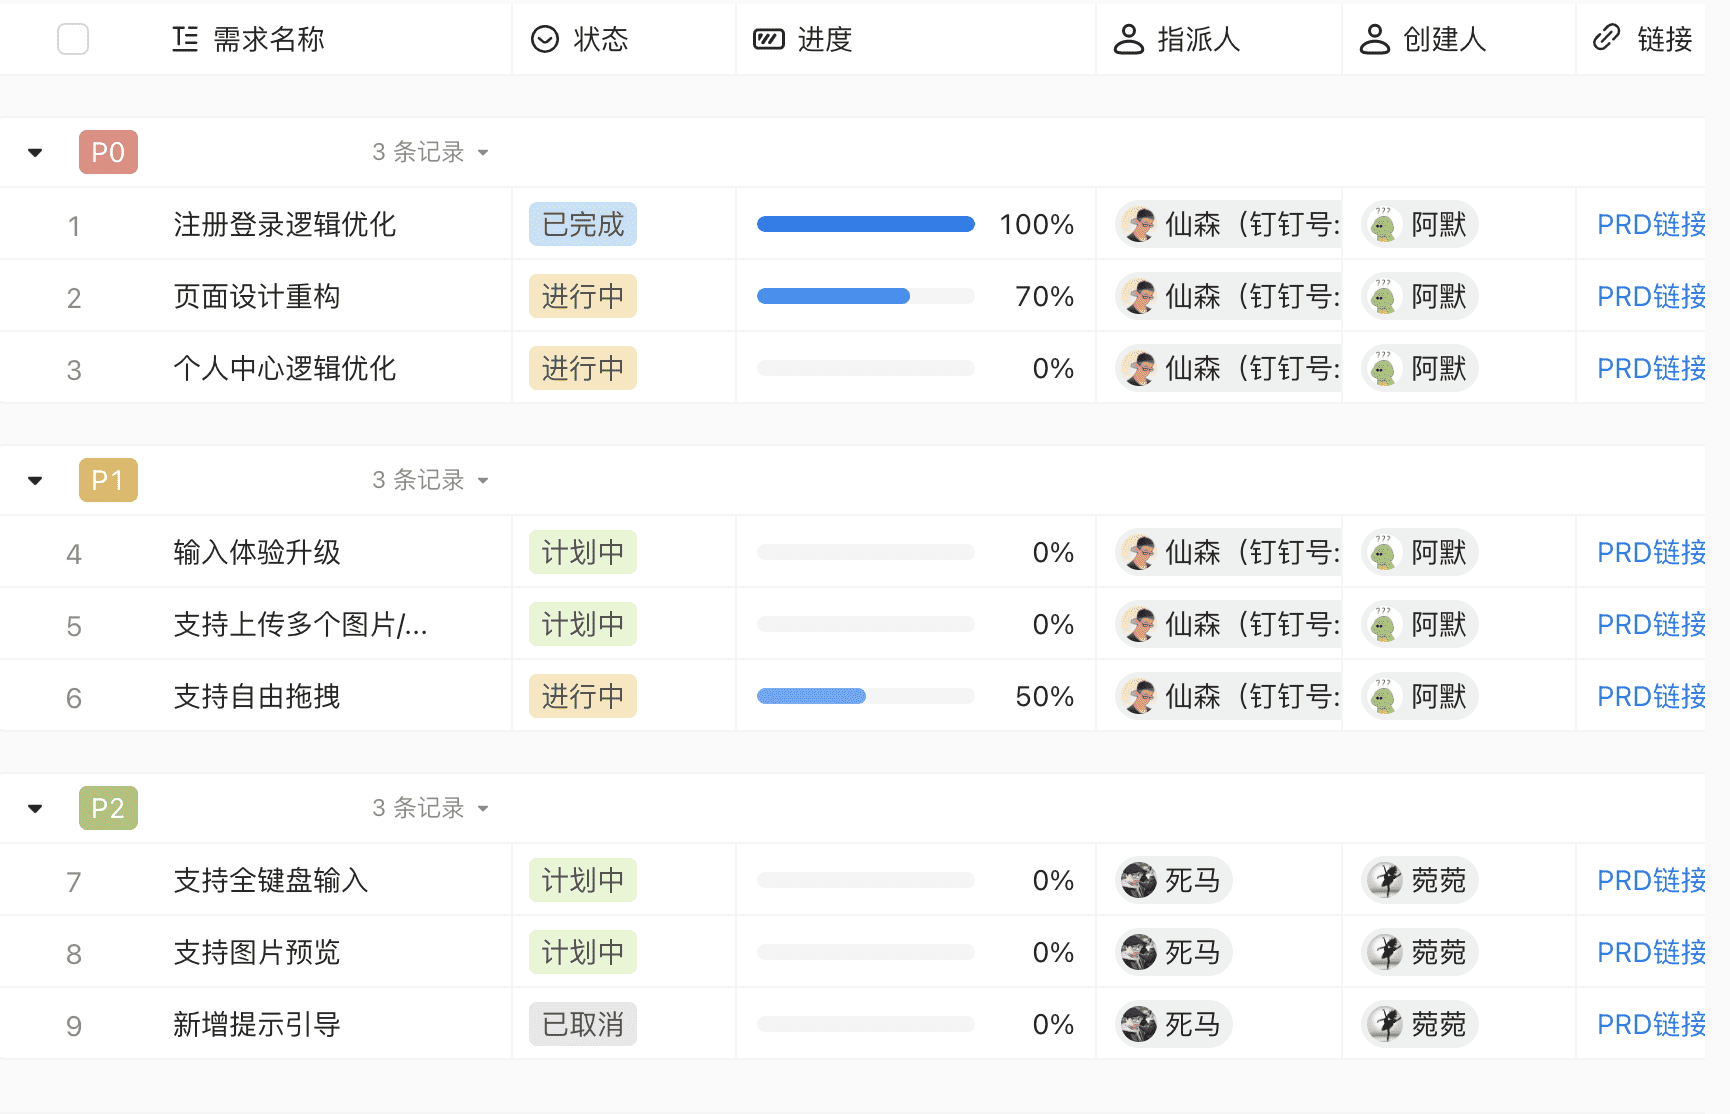 需求名称 状态 进度 指派人 创建人 链接
P0 3 条记录
1 注册登录逻辑优化 已完成 100% 仙森（钉钉号: ??? 阿默 PRD链接
2 页面设计重构 进行中 70% 仙森（钉钉号: ??? 阿默 PRD链接
3 个人中心逻辑优化 进行中 0% 仙森（钉钉号: ??? 阿默 PRD链接
P1 3 条记录
4 输入体验升级 计划中 0% 仙森（钉钉号: ??? 阿默 PRD链接
5 支持上传多个图片/... 计划中 0% 仙森（钉钉号: ??? 阿默 PRD链接
6 支持自由拖拽 进行中 50% 仙森（钉钉号: ??? 阿默 PRD链接
P2 3 条记录
7 支持全键盘输入 计划中 0% 死马 菀菀 PRD链接
8 支持图片预览 计划中 0% 死马 菀菀 PRD链接
9 新增提示引导 已取消 0% 死马 菀菀 PRD链接